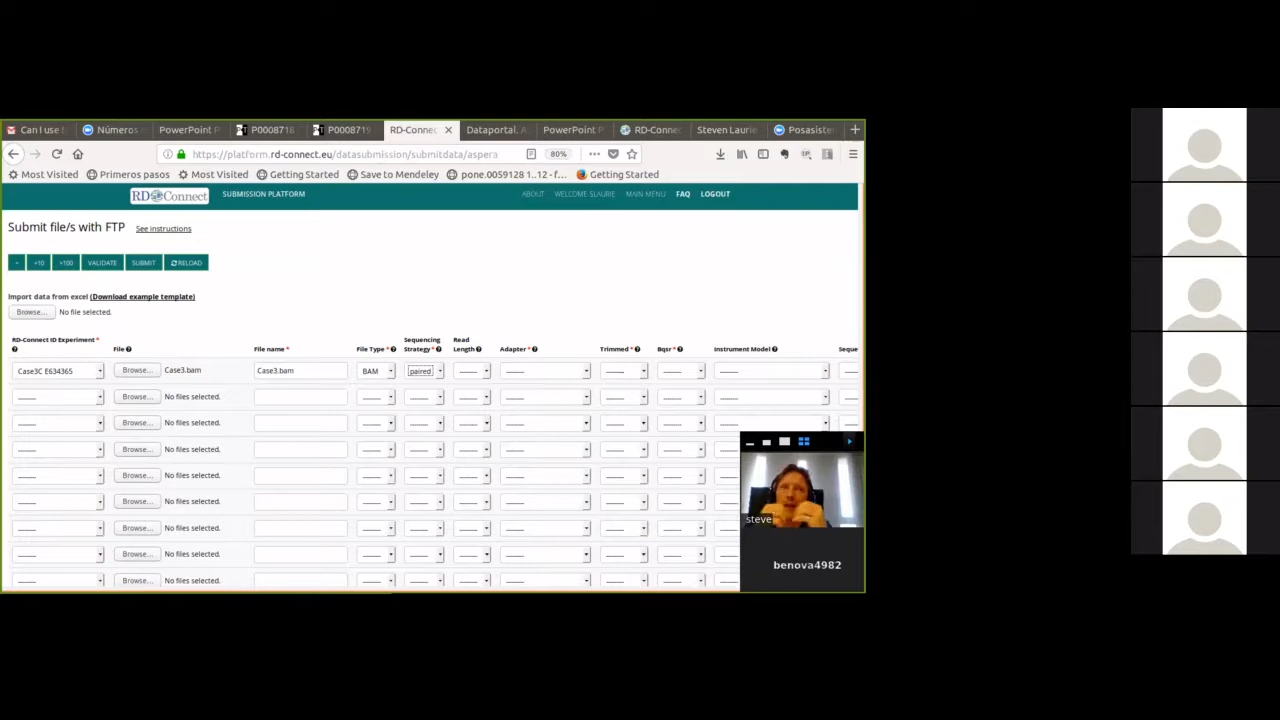 Can I use
Números
PowerPoint P
P0008718
P0008719
RD-Connec
Dataportal. A
PowerPoint P
RD-Connec
Steven Laurie
Posasiste
https://platform.rd-connect.eu/datasubmission/submitdata/aspera
80%
Most Visited
Primeros pasos
Most Visited
Getting Started
Save to Mendeley
pone.0059128 1..12 - f...
Getting Started
RD Connect
SUBMISSION PLATFORM
ABOUT
WELCOME SLAURIE
MAIN MENU
FAQ
LOGOUT
Submit file/s with FTP
See instructions
-
+10
+100
VALIDATE
SUBMIT
RELOAD
Import data from excel (Download example template)
Browse... No file selected.
RD-Connect ID Experiment *
File
File name *
File Type *
Sequencing Strategy *
Read Length
Adapter *
Trimmed *
Bqsr *
Instrument Model
Seque
Case3C E634365
Browse...
Case3.bam
Case3.bam
BAM
paired
Browse... No files selected.
Browse... No files selected.
Browse... No files selected.
Browse... No files selected.
Browse... No files selected.
Browse... No files selected.
Browse... No files selected.
Browse... No files selected.
steve
benova4982